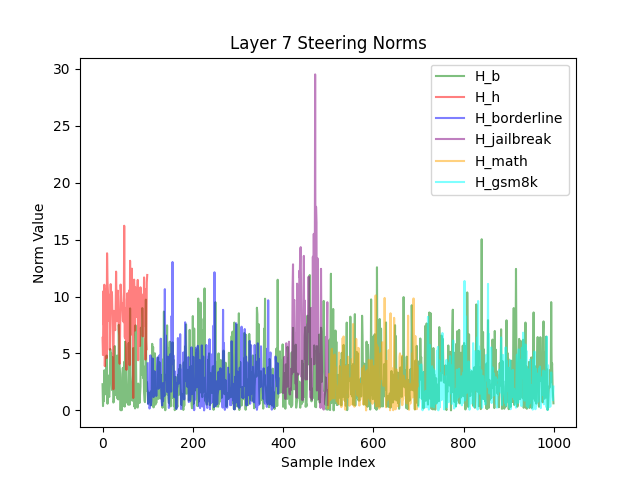 Layer 7 Steering Norms
Norm Value
30
25
20
15
10
5
0
H_b
H_h
H_borderline
H_jailbreak
H_math
H_gsm8k
0 200 400 600 800 1000
Sample Index